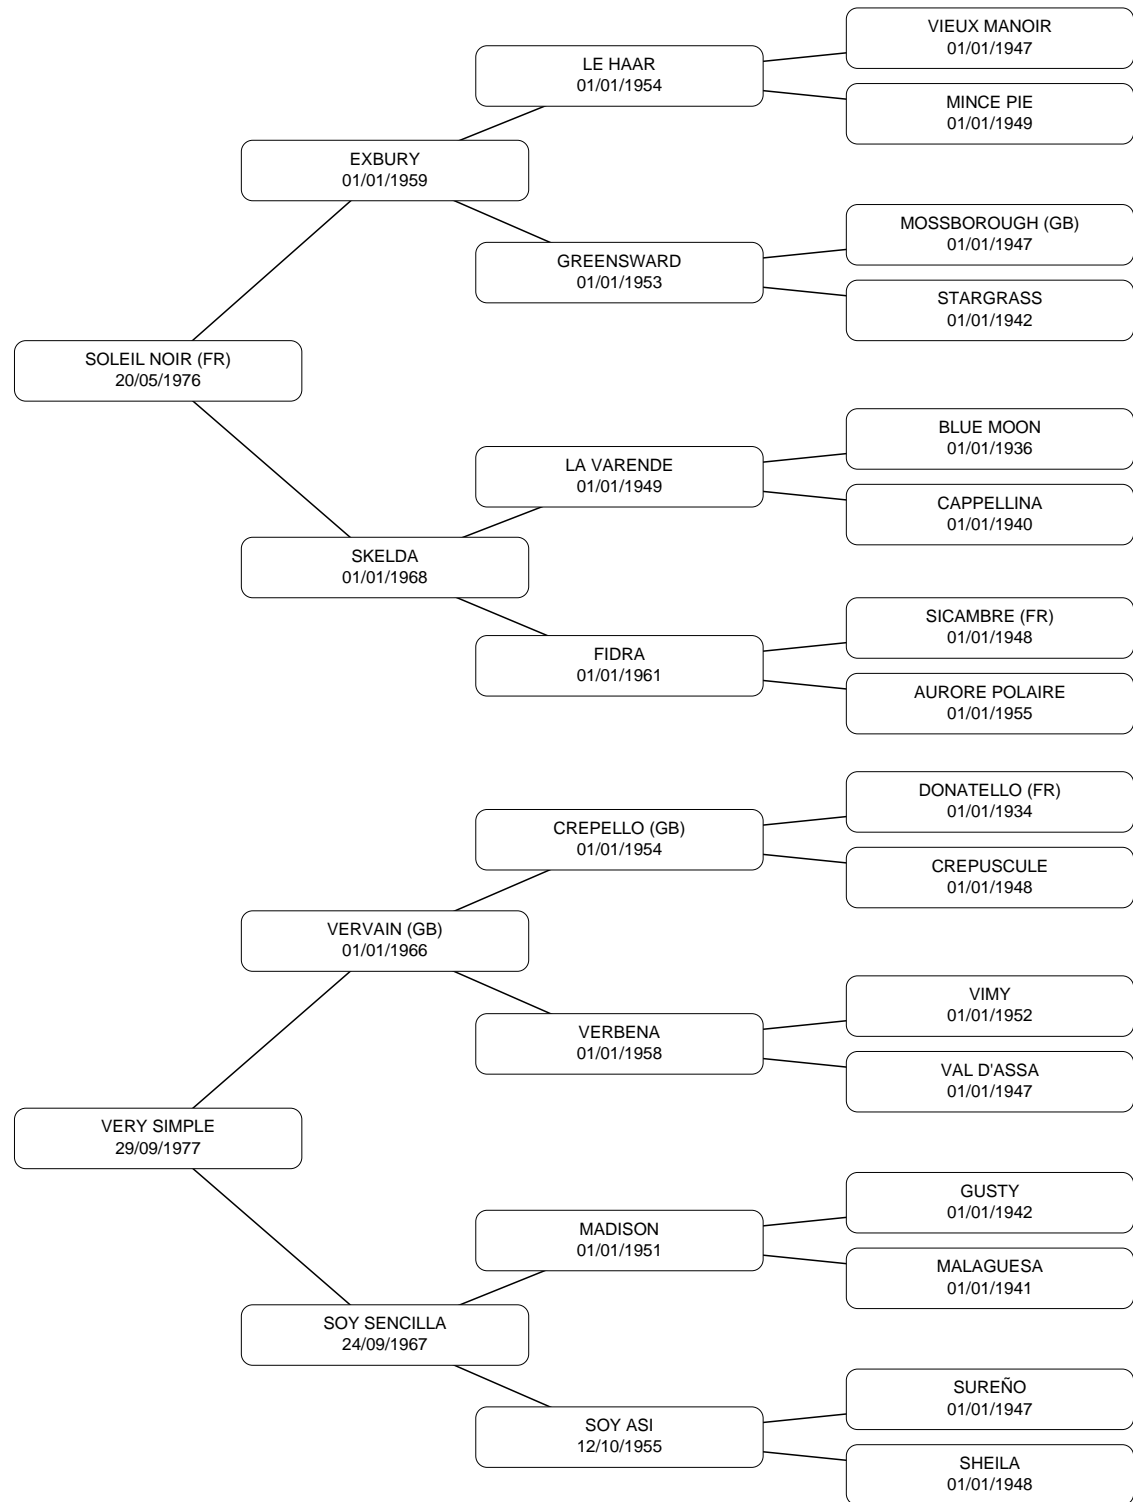 VIEUX MANOIR
01/01/1947
LE HAAR
01/01/1954
MINCE PIE
01/01/1949
EXBURY
01/01/1959
MOSSBOROUGH (GB)
01/01/1947
GREENSWARD
01/01/1953
STARGRASS
01/01/1942
SOLEIL NOIR (FR)
20/05/1976
BLUE MOON
01/01/1936
LA VARENDE
01/01/1949
CAPPELLINA
01/01/1940
SKELDA
01/01/1968
SICAMBRE (FR)
01/01/1948
FIDRA
01/01/1961
AURORE POLAIRE
01/01/1955
DONATELLO (FR)
01/01/1934
CREPELLO (GB)
01/01/1954
CREPUSCULE
01/01/1948
VERVAIN (GB)
01/01/1966
VIMY
01/01/1952
VERBENA
01/01/1958
VAL D'ASSA
01/01/1947
VERY SIMPLE
29/09/1977
GUSTY
01/01/1942
MADISON
01/01/1951
MALAGUESA
01/01/1941
SOY SENCILLA
24/09/1967
SUREÑO
01/01/1947
SOY ASI
12/10/1955
SHEILA
01/01/1948